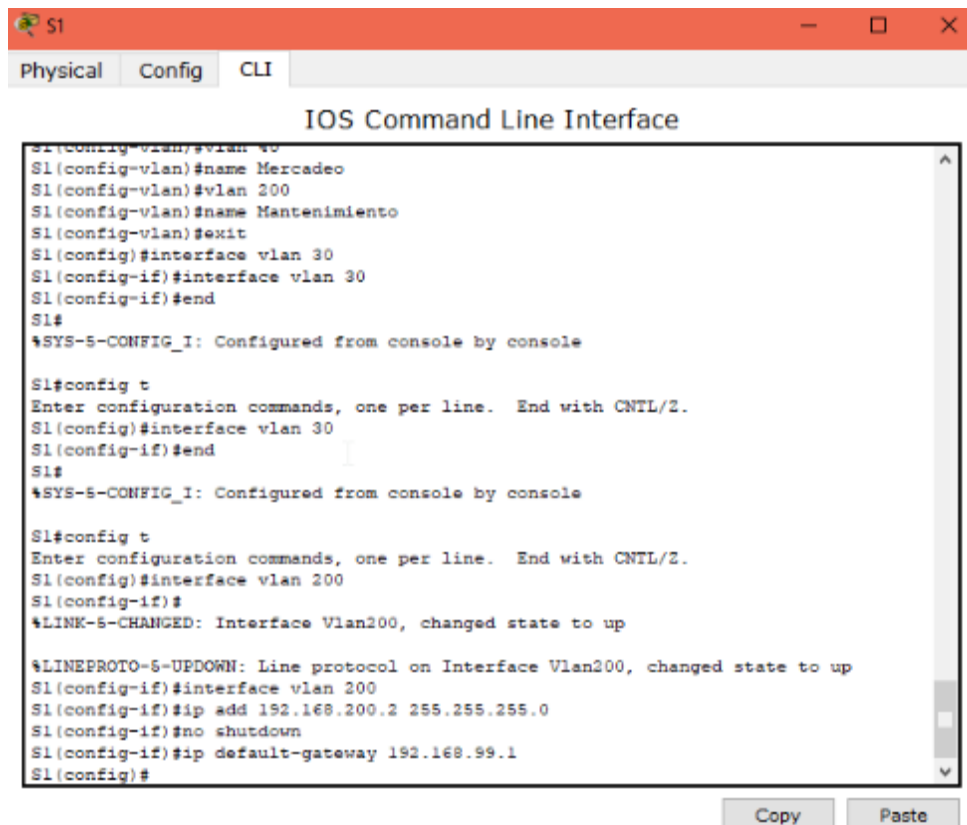 S1
Physical Config CLI
IOS Command Line Interface
S1(config-vlan)#vlan 40
S1(config-vlan)#name Mercadeo
S1(config-vlan)#vlan 200
S1(config-vlan)#name Mantenimiento
S1(config-vlan)#exit
S1(config)#interface vlan 30
S1(config-if)#interface vlan 30
S1(config-if)#end
S1#
%SYS-5-CONFIG_I: Configured from console by console
S1#config t
Enter configuration commands, one per line. End with CNTL/Z.
S1(config)#interface vlan 30
S1(config-if)#end
S1#
%SYS-5-CONFIG_I: Configured from console by console
S1#config t
Enter configuration commands, one per line. End with CNTL/Z.
S1(config)#interface vlan 200
S1(config-if)#
%LINK-5-CHANGED: Interface Vlan200, changed state to up
%LINEPROTO-5-UPDOWN: Line protocol on Interface Vlan200, changed state to up
S1(config-if)#interface vlan 200
S1(config-if)#ip add 192.168.200.2 255.255.255.0
S1(config-if)#no shutdown
S1(config-if)#ip default-gateway 192.168.99.1
S1(config)#
Copy Paste